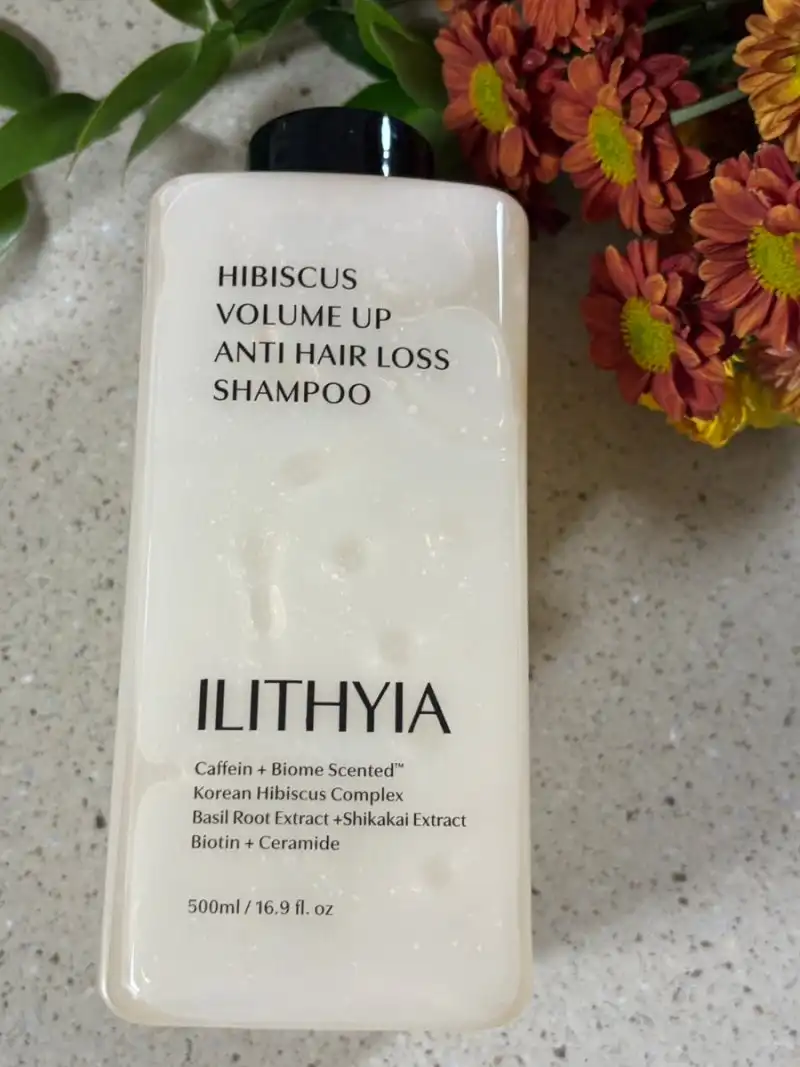 HIBISCUS
VOLUME UP
ANTI HAIR LOSS
SHAMPOO
ILITHYIA
Caffein + Biome Scented™
Korean Hibiscus Complex
Basil Root Extract +Shikakai Extract
Biotin + Ceramide
500ml / 16.9 fl. oz